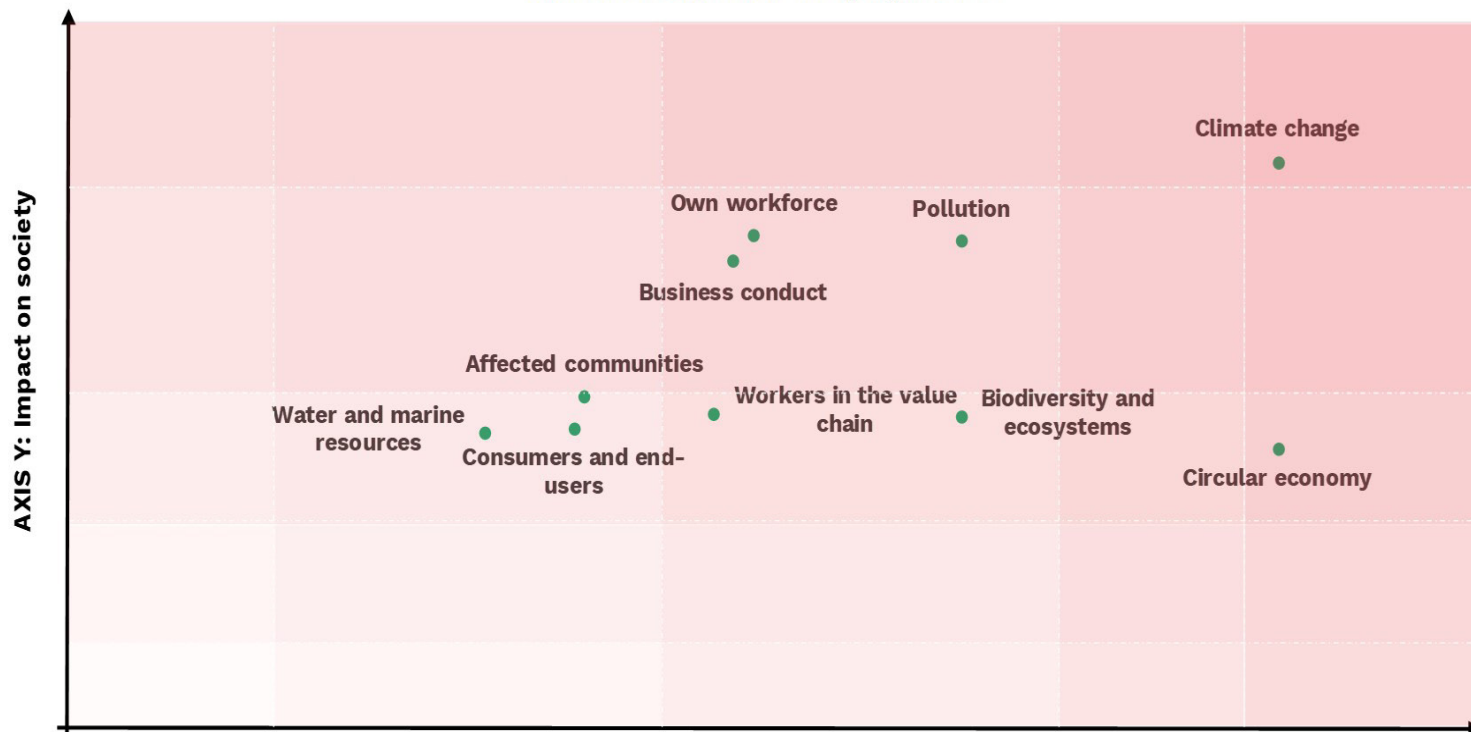 Climate change
Own workforce
Pollution
Business conduct
Affected communities
Workers in the value
chain
Biodiversity and
ecosystems
Water and marine
resources
Consumers and end-
users
Circular economy
AXIS Y: Impact on society